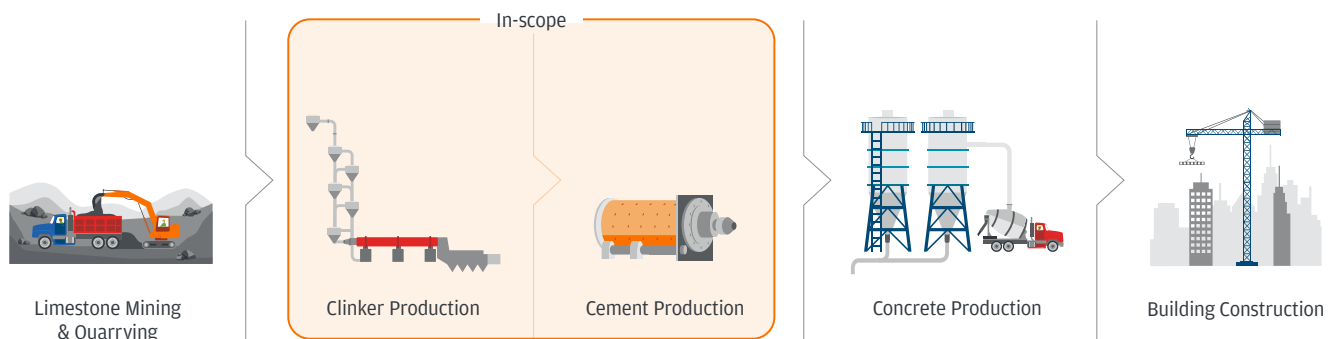 In-scope
Limestone Mining
& Quarrying
Clinker Production
Cement Production
Concrete Production
Building Construction